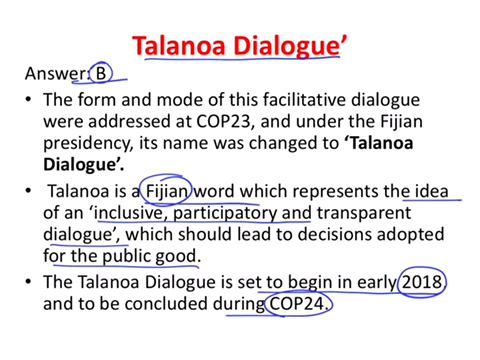 Talanoa Dialogue’
Answer: B
• The form and mode of this facilitative dialogue
were addressed at COP23, and under the Fijian
presidency, its name was changed to ‘Talanoa
Dialogue’.
• Talanoa is a Fijian word which represents the idea
of an ‘inclusive, participatory and transparent
dialogue’, which should lead to decisions adopted
for the public good.
• The Talanoa Dialogue is set to begin in early 2018
and to be concluded during COP24.